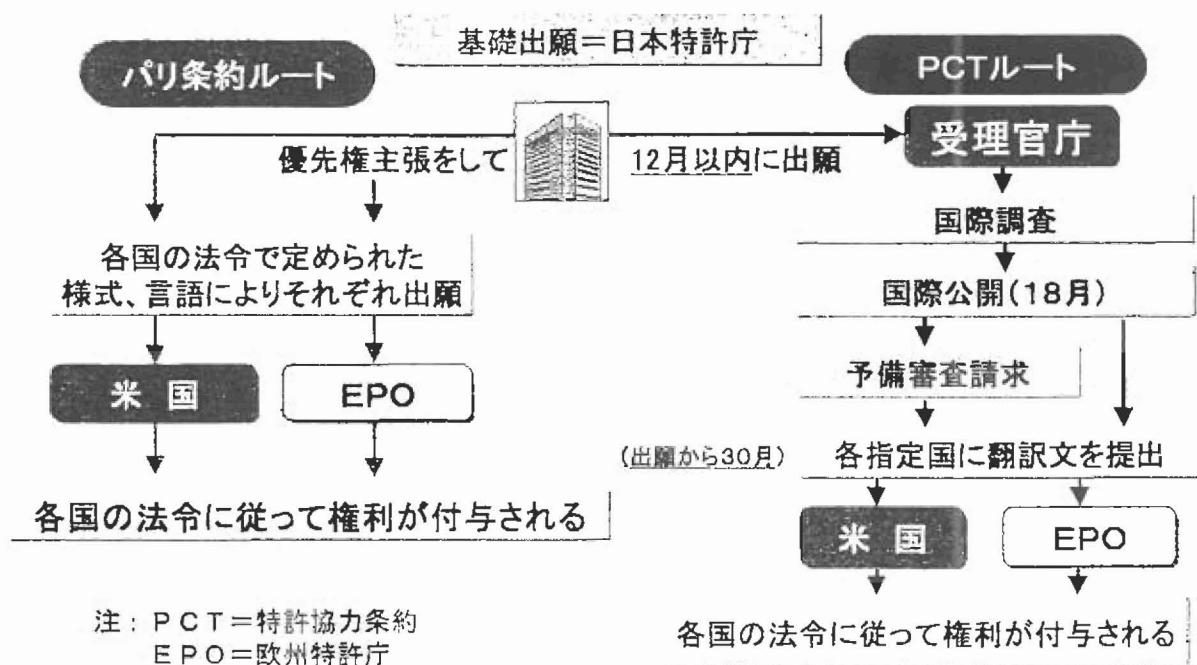 基礎出願=日本特許庁
パリ条約ルート
PCTルート
受理官庁
優先権主張をして
12月以内に出願
各国の法令で定められた
様式、言語によりそれぞれ出願
米国
EPO
各国の法令に従って権利が付与される
国際調査
国際公開(18月)
予備審査請求
(出願から30月)
各指定国に翻訳文を提出
米国
EPO
各国の法令に従って権利が付与される
注:PCT=特許協力条約
EPO=欧州特許庁